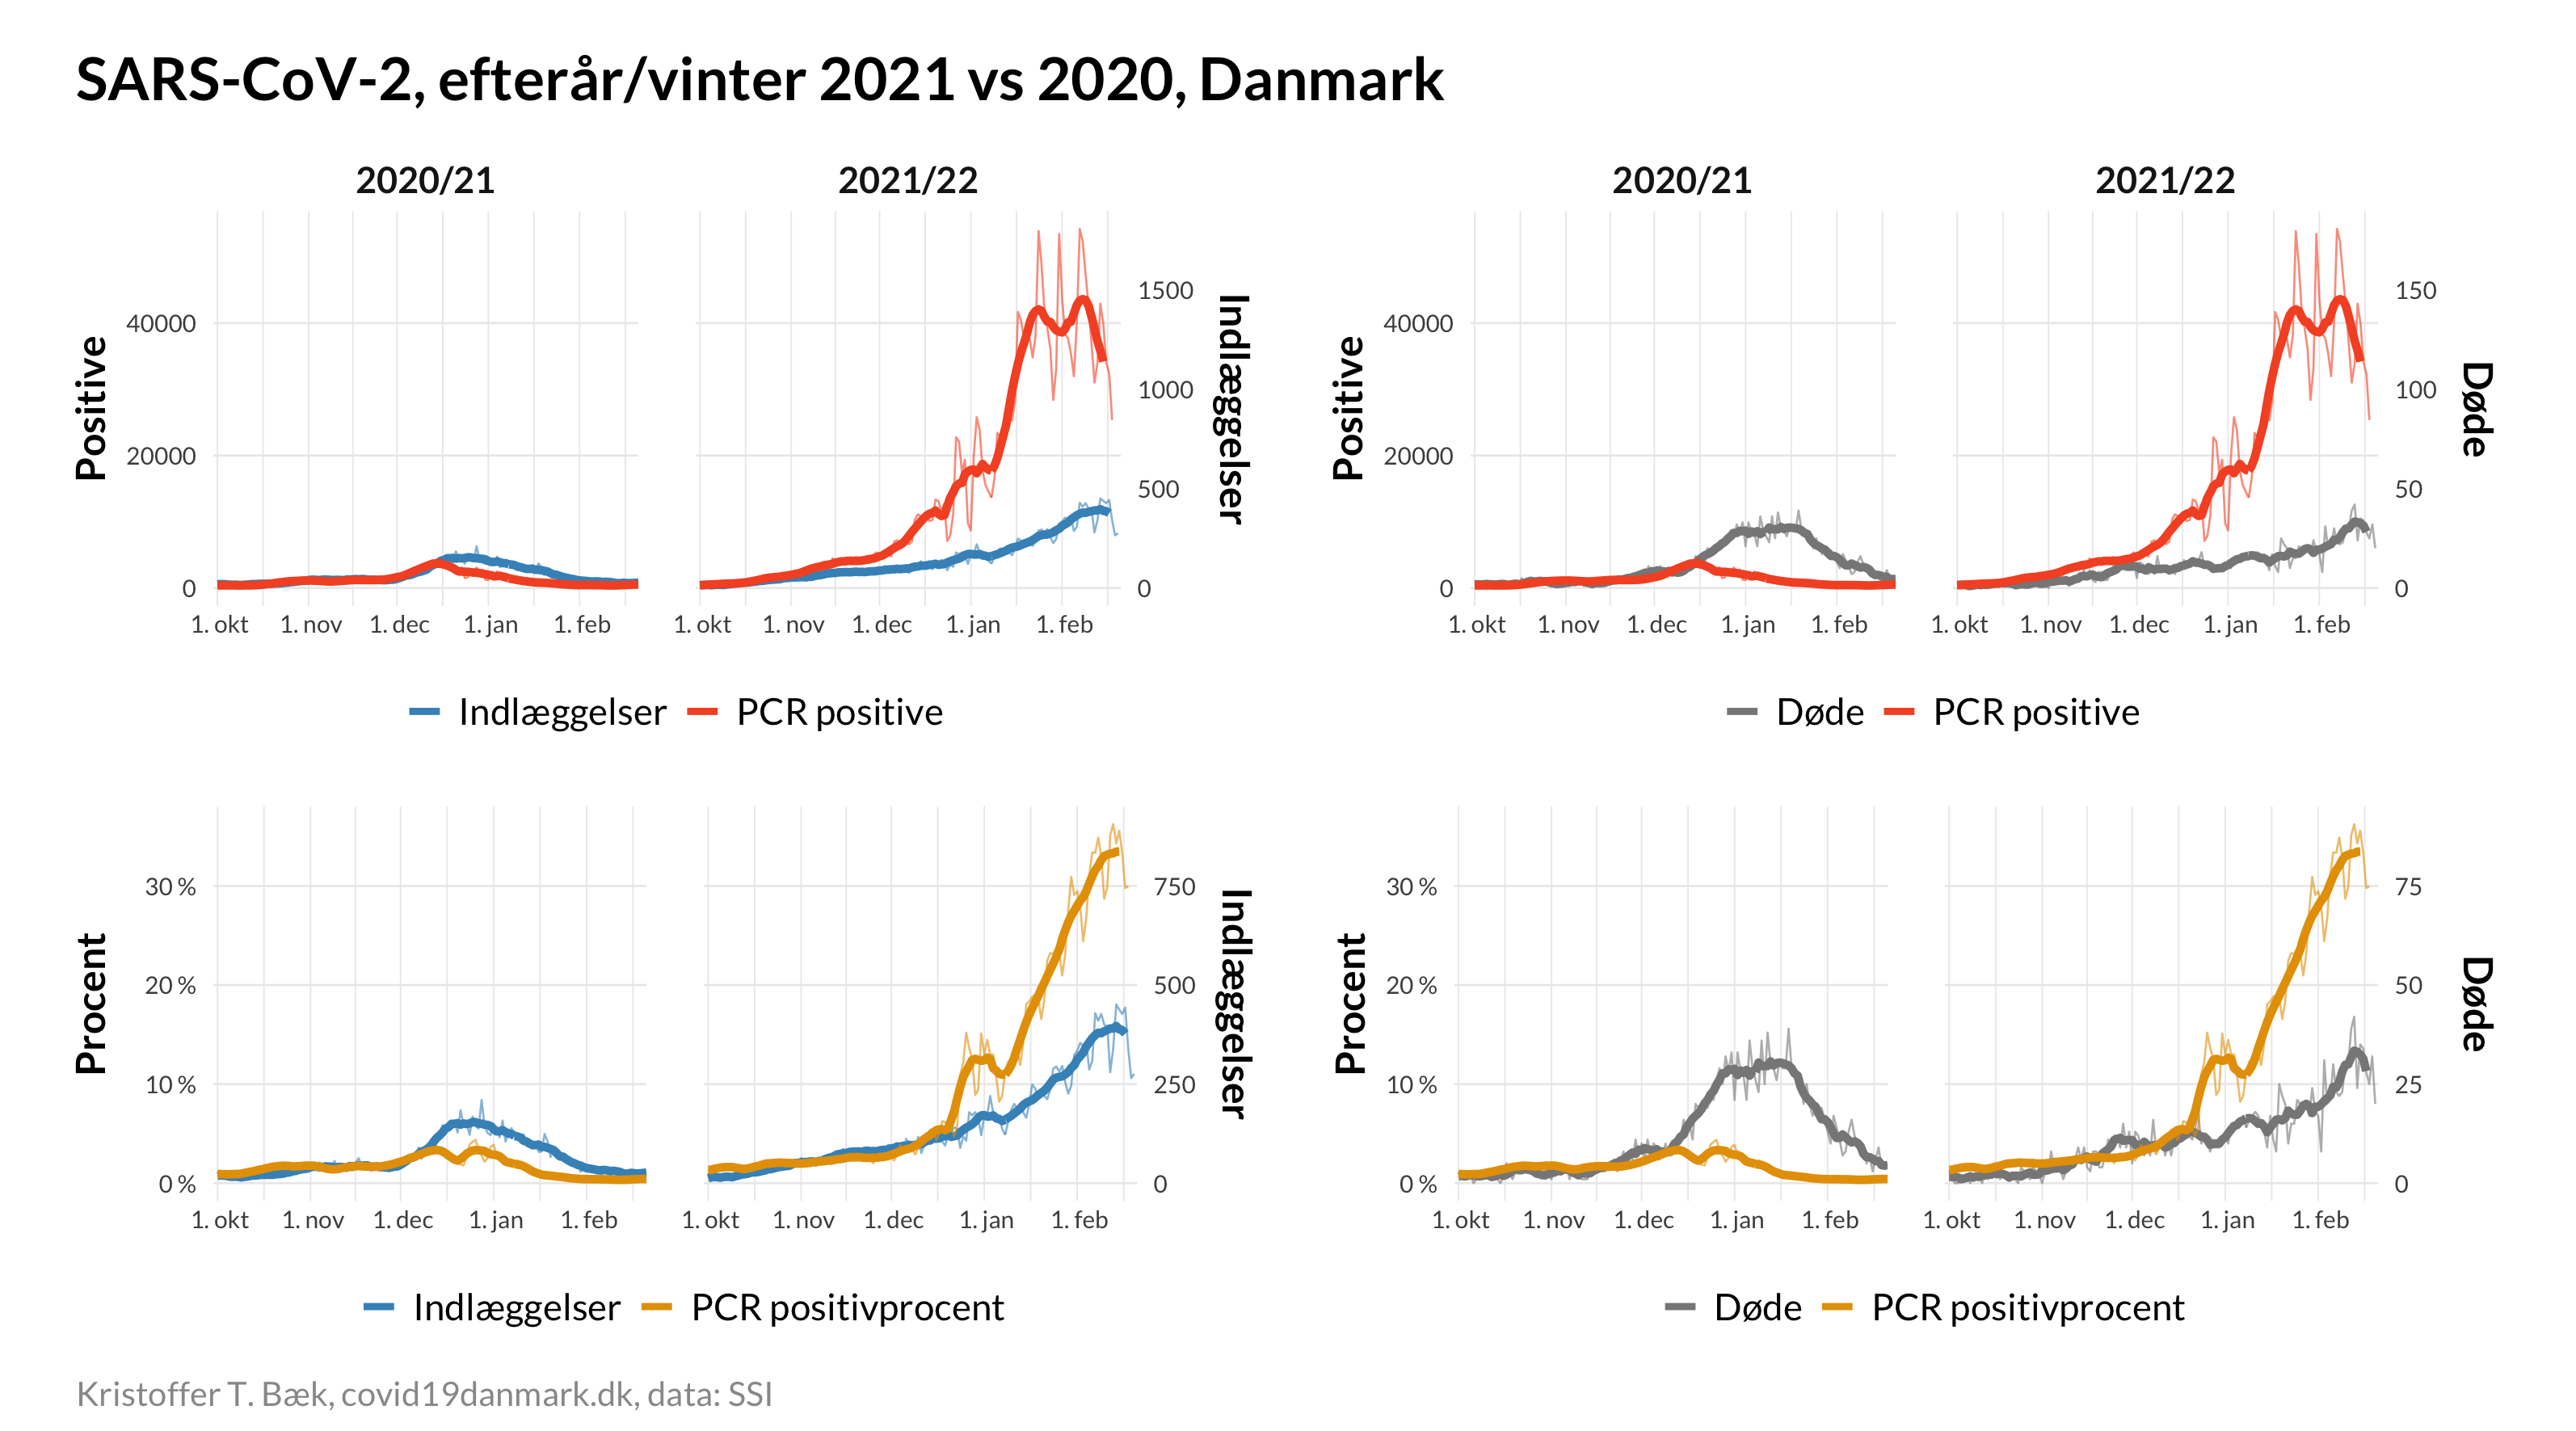 SARS-CoV-2, efterår/vinter 2021 vs 2020, Danmark
2020/21
2021/22
Positive
40000
20000
0
1500
1000
500
0
Indlæggelser
1. okt 1. nov 1. dec 1. jan 1. feb
1. okt 1. nov 1. dec 1. jan 1. feb
Indlæggelser PCR positive
2020/21
2021/22
Positive
40000
20000
0
150
100
50
0
Døde
1. okt 1. nov 1. dec 1. jan 1. feb
1. okt 1. nov 1. dec 1. jan 1. feb
Døde PCR positive
Procent
30 %
20 %
10 %
0 %
750
500
250
0
Indlæggelser
1. okt 1. nov 1. dec 1. jan 1. feb
1. okt 1. nov 1. dec 1. jan 1. feb
Indlæggelser PCR positivprocent
Procent
30 %
20 %
10 %
0 %
75
50
25
0
Døde
1. okt 1. nov 1. dec 1. jan 1. feb
1. okt 1. nov 1. dec 1. jan 1. feb
Døde PCR positivprocent
Kristoffer T. Bæk, covid19danmark.dk, data: SSI